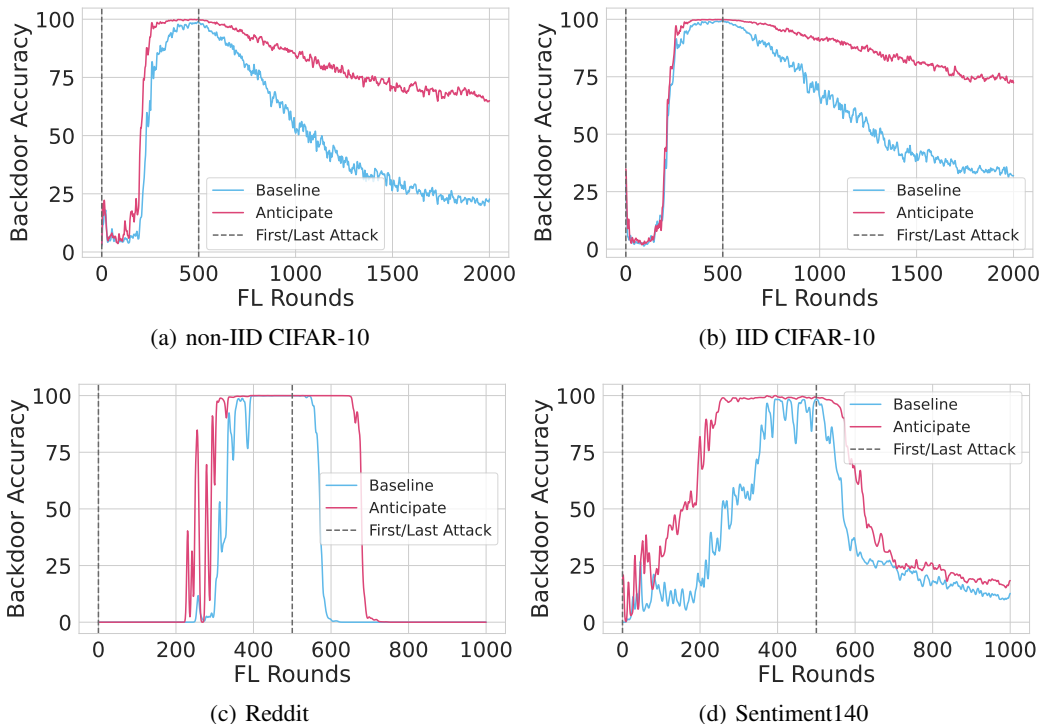 100
75
50
25
0
Backdoor Accuracy
Baseline
Anticipate
First/Last Attack
0 500 1000 1500 2000
FL Rounds
(a) non-IID CIFAR-10
100
75
50
25
0
Backdoor Accuracy
Baseline
Anticipate
First/Last Attack
0 500 1000 1500 2000
FL Rounds
(b) IID CIFAR-10
100
75
50
25
0
Backdoor Accuracy
Baseline
Anticipate
First/Last Attack
0 200 400 600 800 1000
FL Rounds
(c) Reddit
100
75
50
25
0
Backdoor Accuracy
Baseline
Anticipate
First/Last Attack
0 200 400 600 800 1000
FL Rounds
(d) Sentiment140